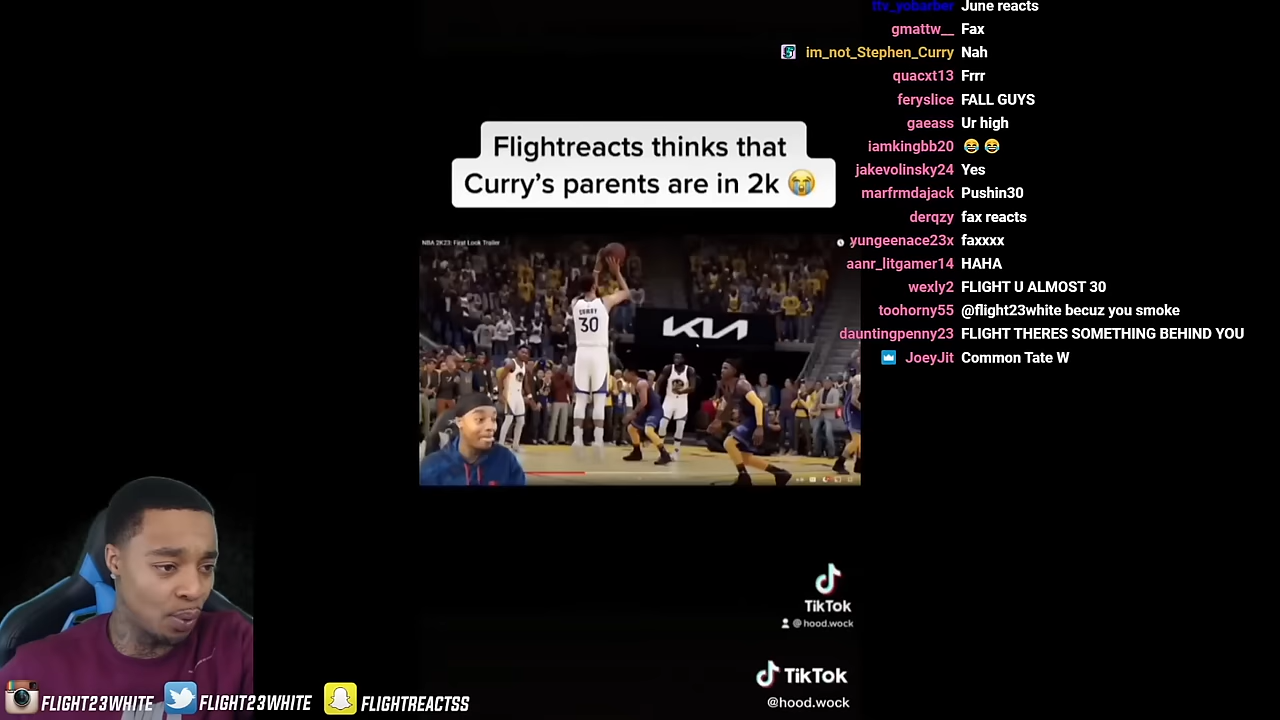 ttv_yobarber June reacts
gmattw__ Fax
im_not_Stephen_Curry Nah
quacxt13 Frrr
feryslice FALL GUYS
gaeass Ur high
iamkingbb20 😂 😂
jakevolinsky24 Yes
marfrmdajack Pushin30
derqzy fax reacts
yungeenace23x faxxxx
aanr_litgamer14 HAHA
wexly2 FLIGHT U ALMOST 30
toohorny55 @flight23white becuz you smoke
dauntingpenny23 FLIGHT THERES SOMETHING BEHIND YOU
JoeyJit Common Tate W
Flightreacts thinks that
Curry’s parents are in 2k 😭
NBA 2K23: First Look Trailer
CURRY
30
KIA
TikTok
@hood.wock
TikTok
@hood.wock
FLIGHT23WHITE
FLIGHT23WHITE
FLIGHTREACTSS